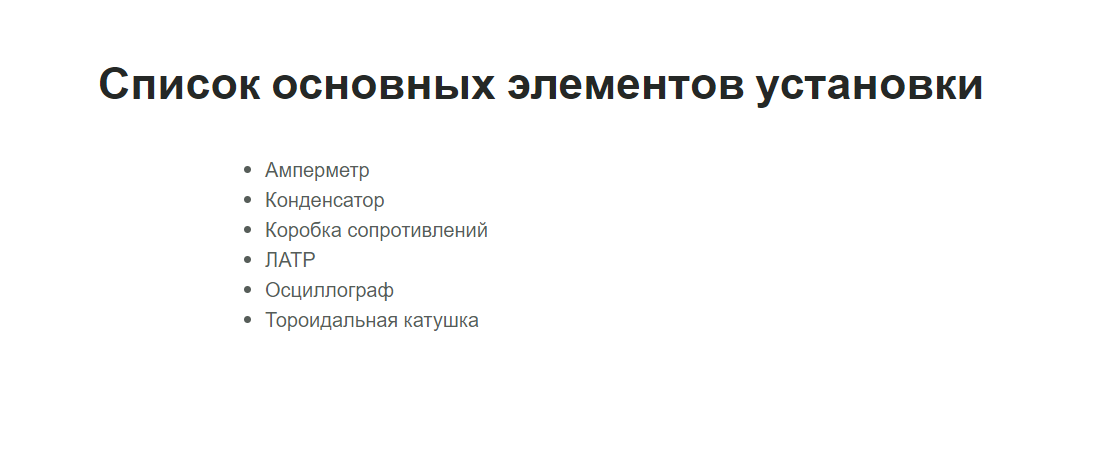 Список основных элементов установки
Амперметр
Конденсатор
Коробка сопротивлений
ЛАТР
Осциллограф
Тороидальная катушка